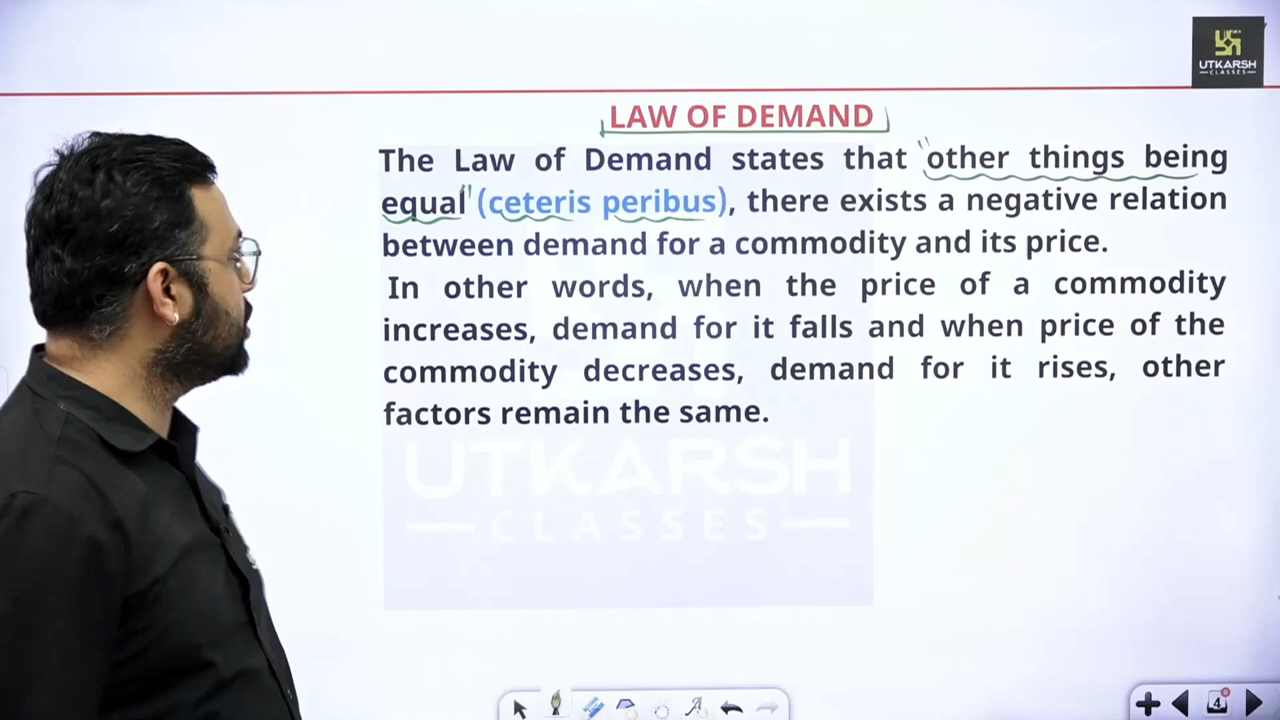 UTKARSH
CLASSES
LAW OF DEMAND
The Law of Demand states that "other things being
equal" (ceteris peribus), there exists a negative relation
between demand for a commodity and its price.
In other words, when the price of a commodity
increases, demand for it falls and when price of the
commodity decreases, demand for it rises, other
factors remain the same.
UTKARSH
CLASSES
4
0